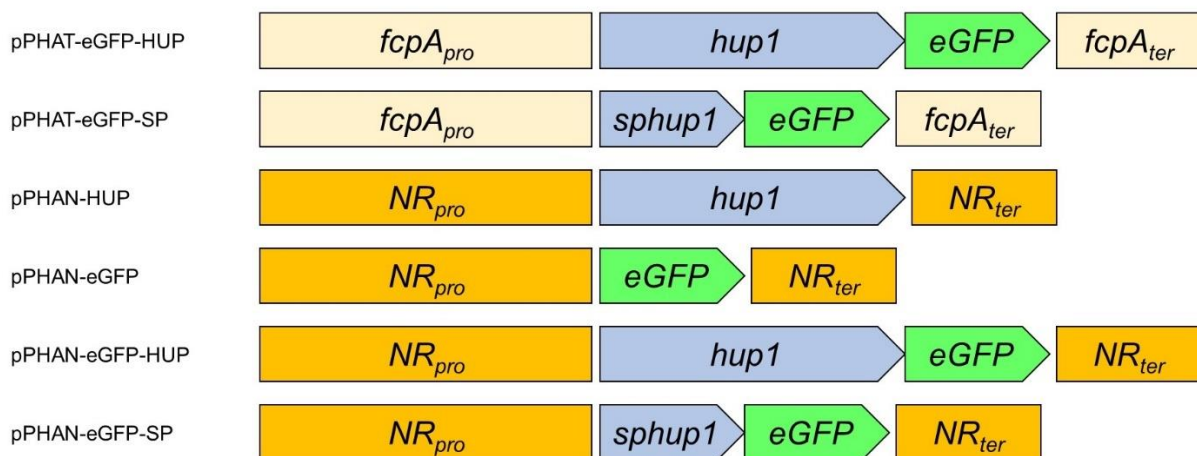 pPHAT-eGFP-HUP fcpApro hup1 eGFP fcpAter
pPHAT-eGFP-SP fcpApro sphup1 eGFP fcpAter
pPHAN-HUP NRpro hup1 NRter
pPHAN-eGFP NRpro eGFP NRter
pPHAN-eGFP-HUP NRpro hup1 eGFP NRter
pPHAN-eGFP-SP NRpro sphup1 eGFP NRter